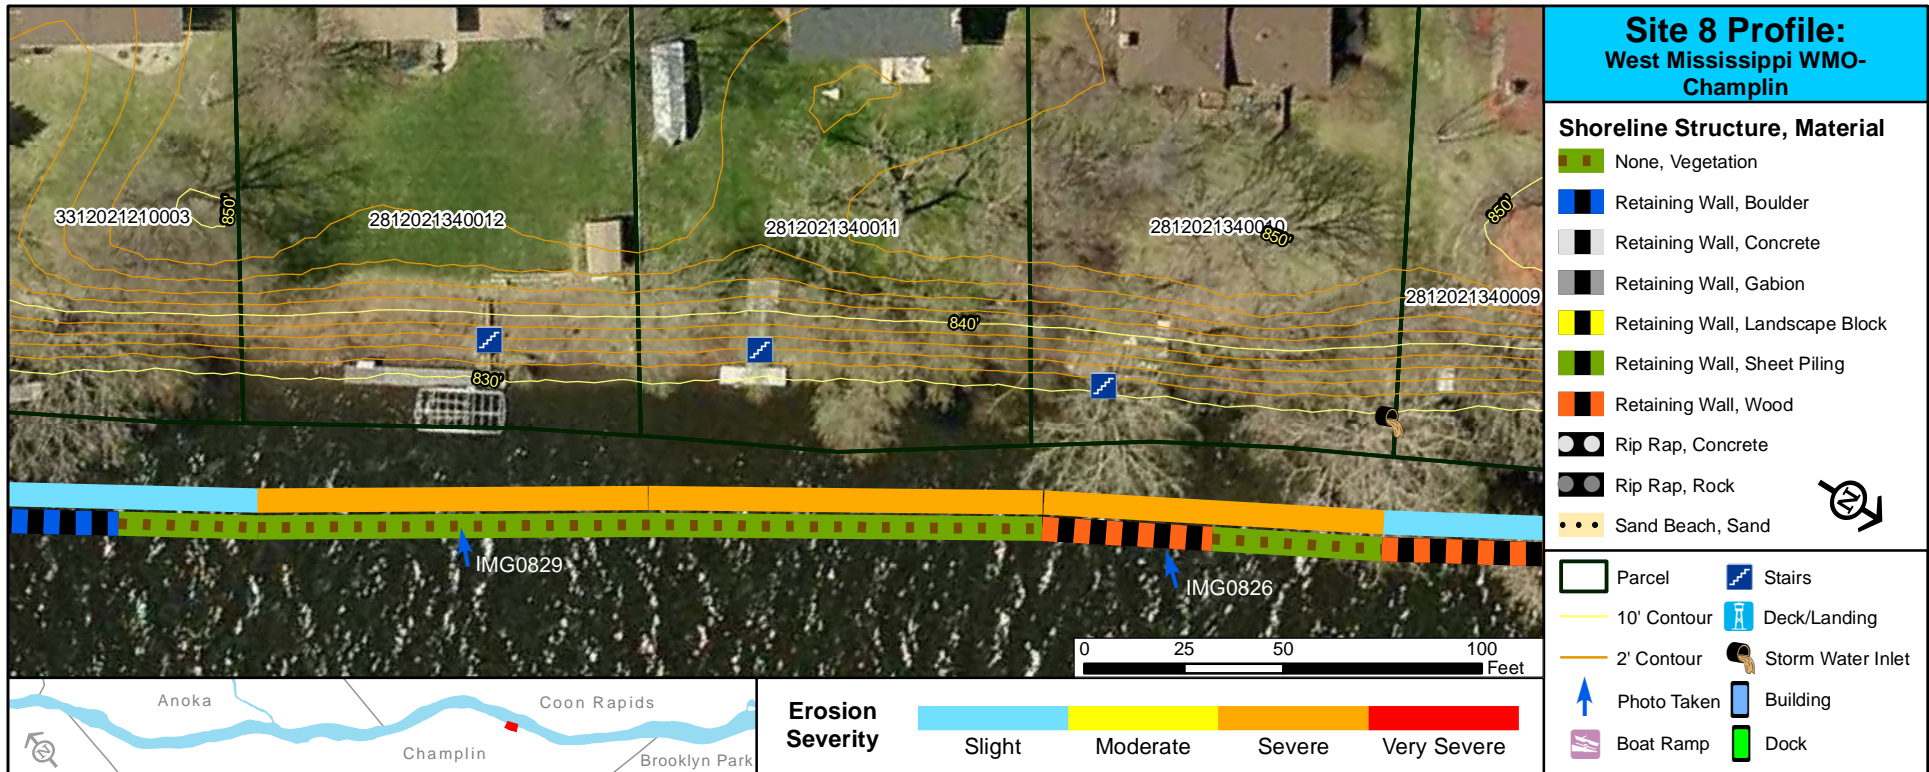 Site 8 Profile:
West Mississippi WMO-
Champlin
Shoreline Structure, Material
None, Vegetation
Retaining Wall, Boulder
Retaining Wall, Concrete
Retaining Wall, Gabion
Retaining Wall, Landscape Block
Retaining Wall, Sheet Piling
Retaining Wall, Wood
Rip Rap, Concrete
Rip Rap, Rock
Sand Beach, Sand
N
Parcel
Stairs
10' Contour
Deck/Landing
2' Contour
Storm Water Inlet
Photo Taken
Building
Boat Ramp
Dock
3312021210003
850'
2812021340012
2812021340011
2812021340010
850'
850'
2812021340009
840'
830'
IMG0829
IMG0826
0 25 50 100
Feet
Anoka
Coon Rapids
Champlin
Brooklyn Park
N
Erosion
Severity
Slight
Moderate
Severe
Very Severe